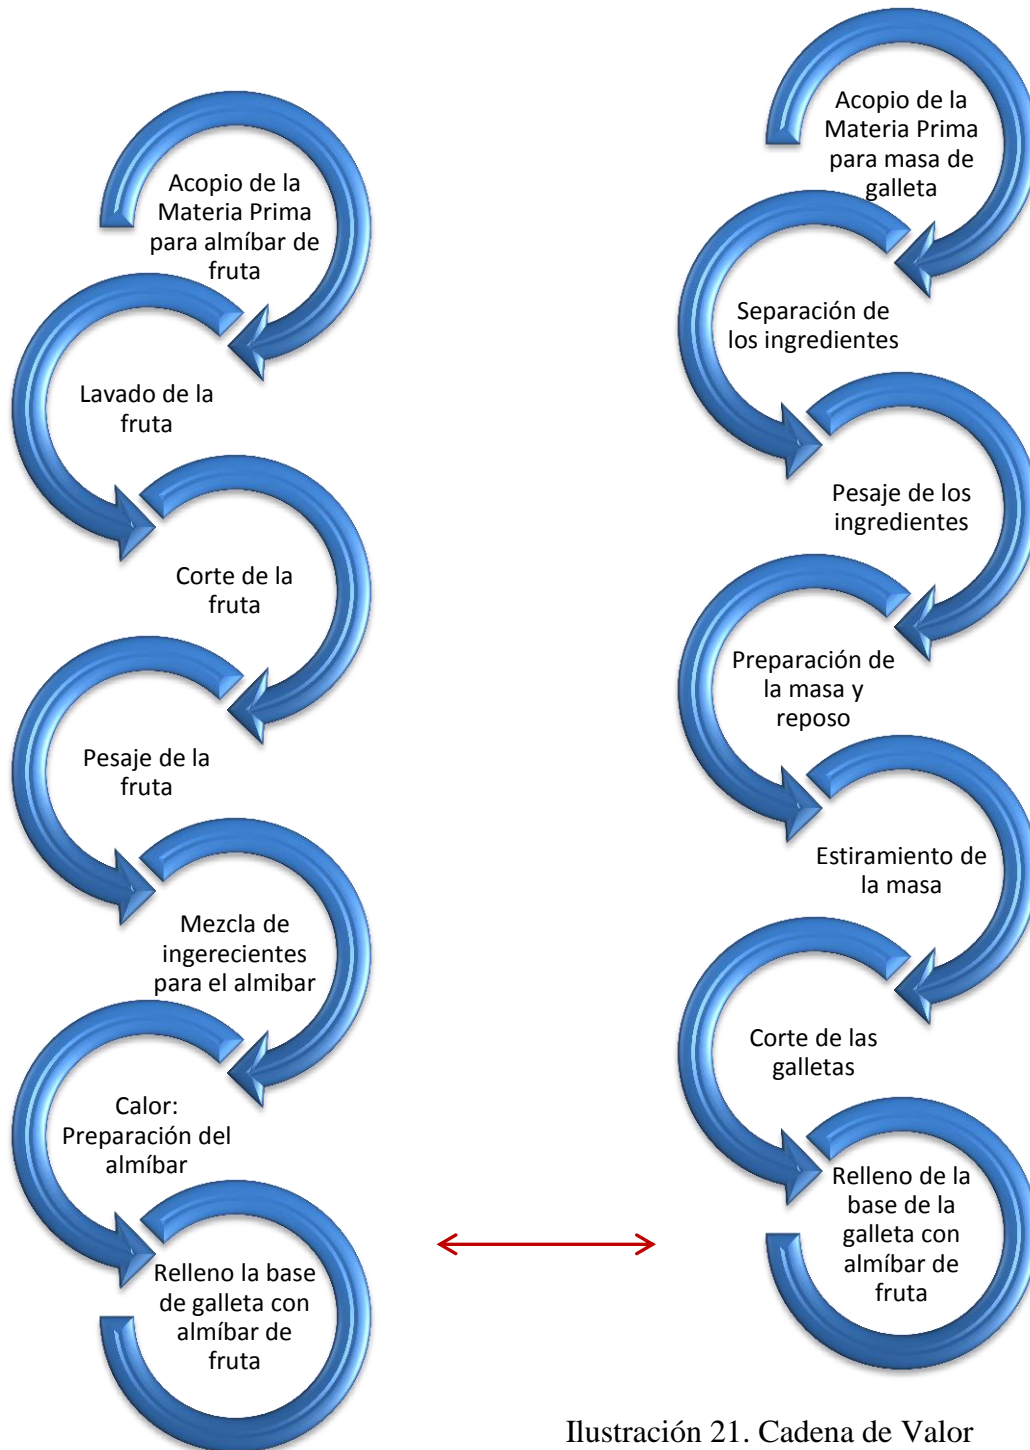 Acopio de la
Materia Prima
para almíbar de
fruta
Lavado de la
fruta
Corte de la
fruta
Pesaje de la
fruta
Mezcla de
ingerecientes
para el almibar
Calor:
Preparación del
almíbar
Relleno la base
de galleta con
almíbar de
fruta
Acopio de la
Materia Prima
para masa de
galleta
Separación de
los ingredientes
Pesaje de los
ingredientes
Preparación de
la masa y
reposo
Estiramiento de
la masa
Corte de las
galletas
Relleno de la
base de la
galleta con
almíbar de
fruta
Ilustración 21. Cadena de Valor